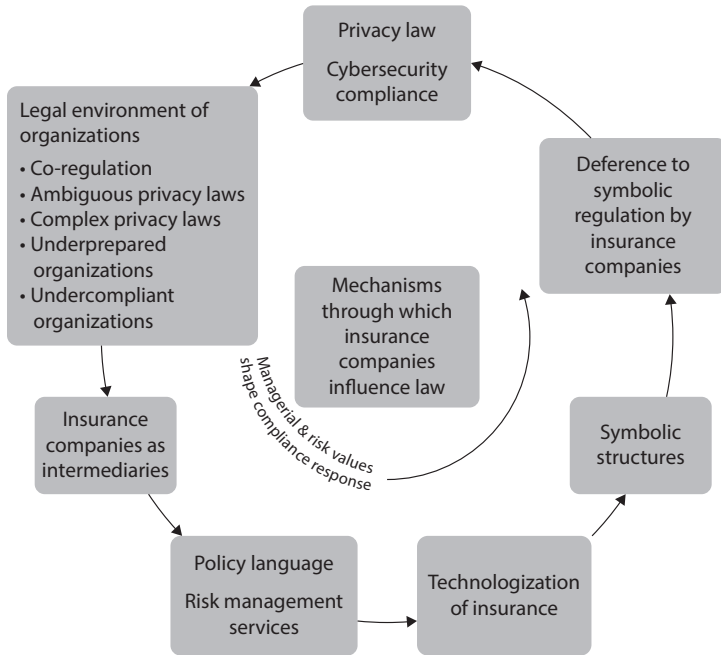 Privacy law
Cybersecurity
compliance
Legal environment of
organizations
• Co-regulation
• Ambiguous privacy laws
• Complex privacy laws
• Underprepared
organizations
• Undercompliant
organizations
Deference to
symbolic
regulation by
insurance
companies
Mechanisms
through which
insurance
companies
influence law
Managerial & risk values
shape compliance response
Insurance
companies as
intermediaries
Symbolic
structures
Policy language
Risk management
services
Technologization
of insurance